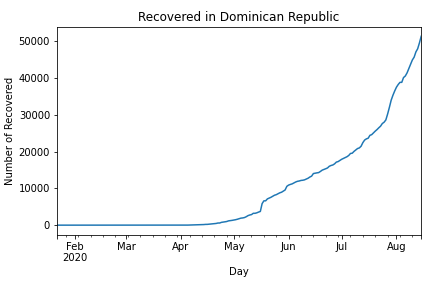 Recovered in Dominican Republic
50000
40000
30000
20000
10000
0
Number of Recovered
Feb
2020
Mar
Apr
May
Jun
Jul
Aug
Day